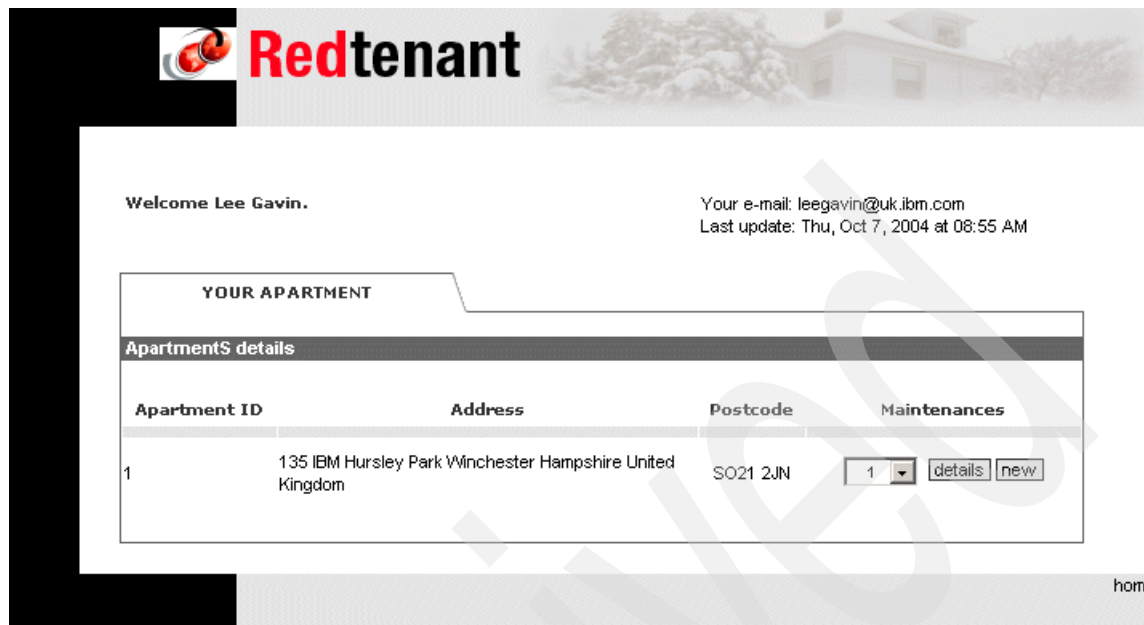 Redtenant
Welcome Lee Gavin.
Your e-mail: leegavin@uk.ibm.com
Last update: Thu, Oct 7, 2004 at 08:55 AM
YOUR APARTMENT
ApartmentS details
Apartment ID Address Postcode Maintenances
1 135 IBM Hursley Park Winchester Hampshire United Kingdom SO21 2JN 1 details new